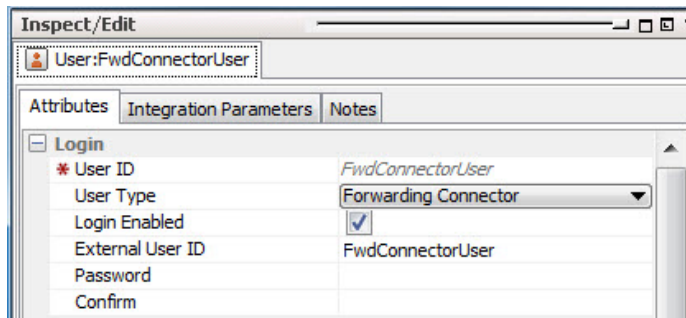 Inspect/Edit
User:FwdConnectorUser
Attributes Integration Parameters Notes
Login
* User ID FwdConnectorUser
User Type Forwarding Connector
Login Enabled
External User ID FwdConnectorUser
Password
Confirm